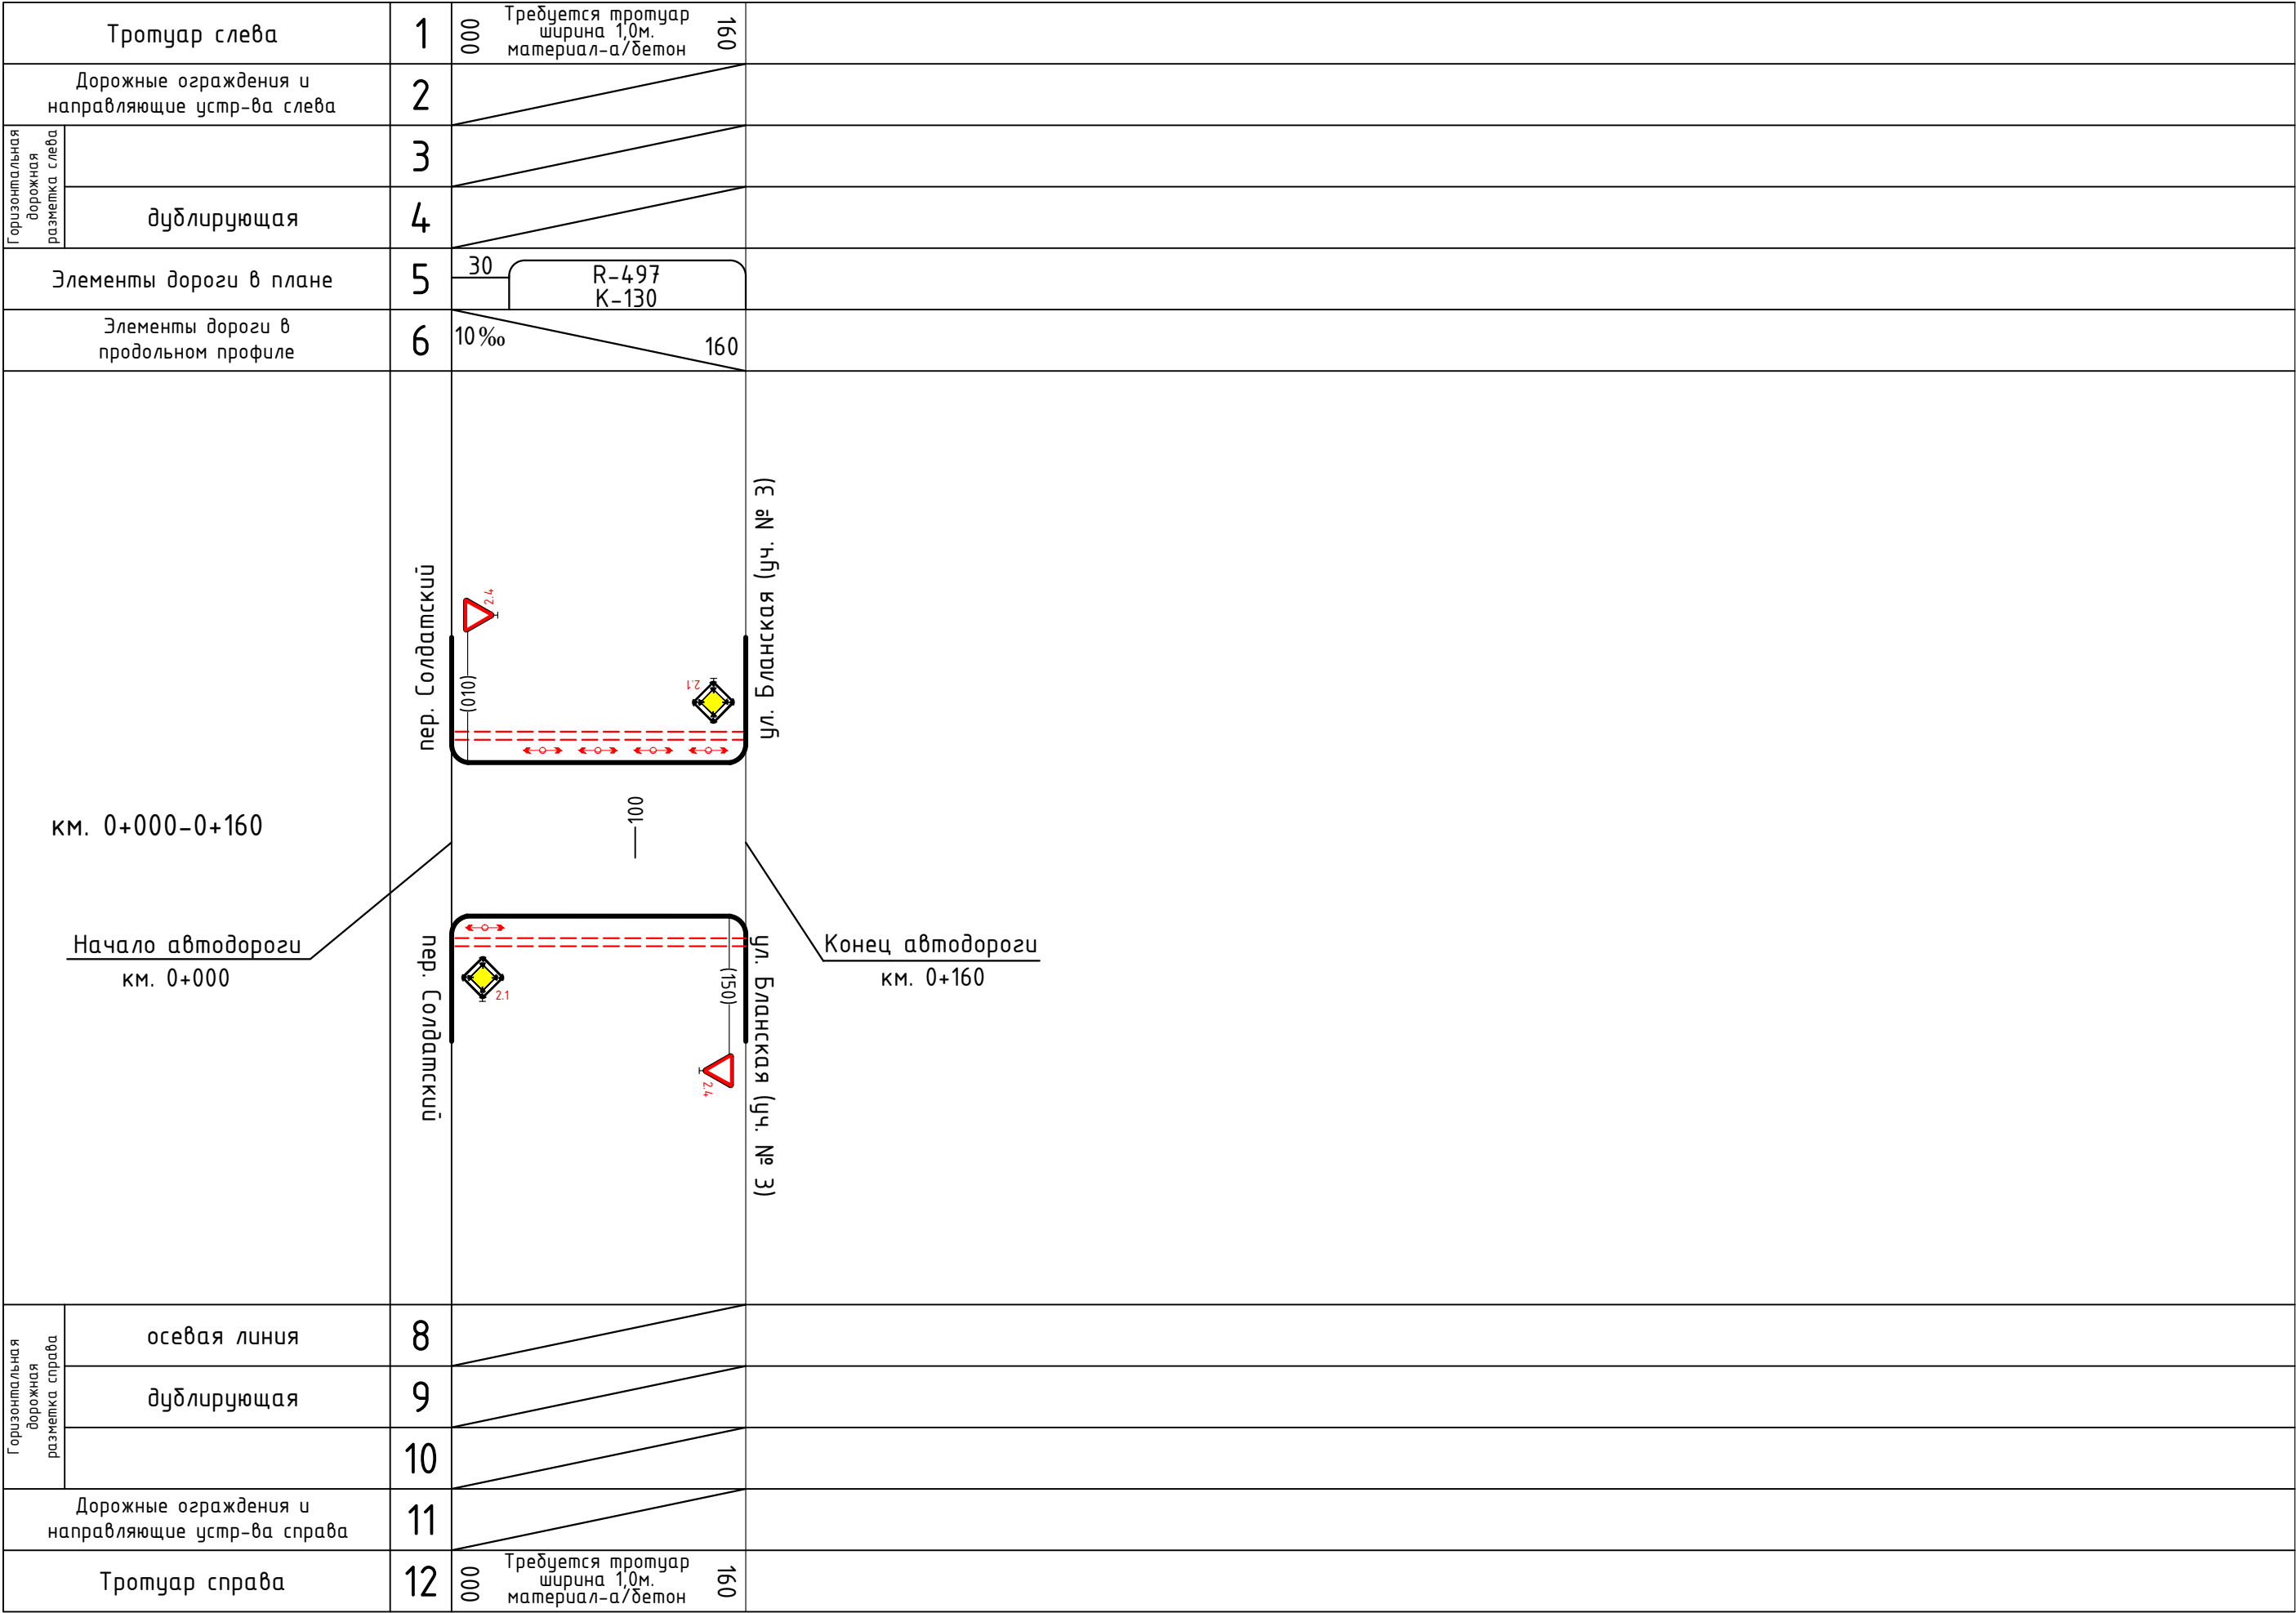 Тротуар слева
1
000
Требуется тротуар
ширина 1,0м.
материал-а/бетон
160
Дорожные ограждения и
направляющие устр-ва слева
2
Горизонтальная
дорожная
разметка слева
3
дублирующая
4
Элементы дороги в плане
5
30
R-497
К-130
Элементы дороги в
продольном профиле
6
10‰
160
пер. Солдатский
2.4
(010)
2.1
ул. Бланская (уч. № 3)
км. 0+000-0+160
100
Начало автодороги
км. 0+000
пер. Солдатский
2.1
(150)
2.4
ул. Бланская (уч. № 3)
Конец автодороги
км. 0+160
Горизонтальная
дорожная
разметка справа
осевая линия
8
дублирующая
9
10
Дорожные ограждения и
направляющие устр-ва справа
11
Тротуар справа
12
000
Требуется тротуар
ширина 1,0м.
материал-а/бетон
160